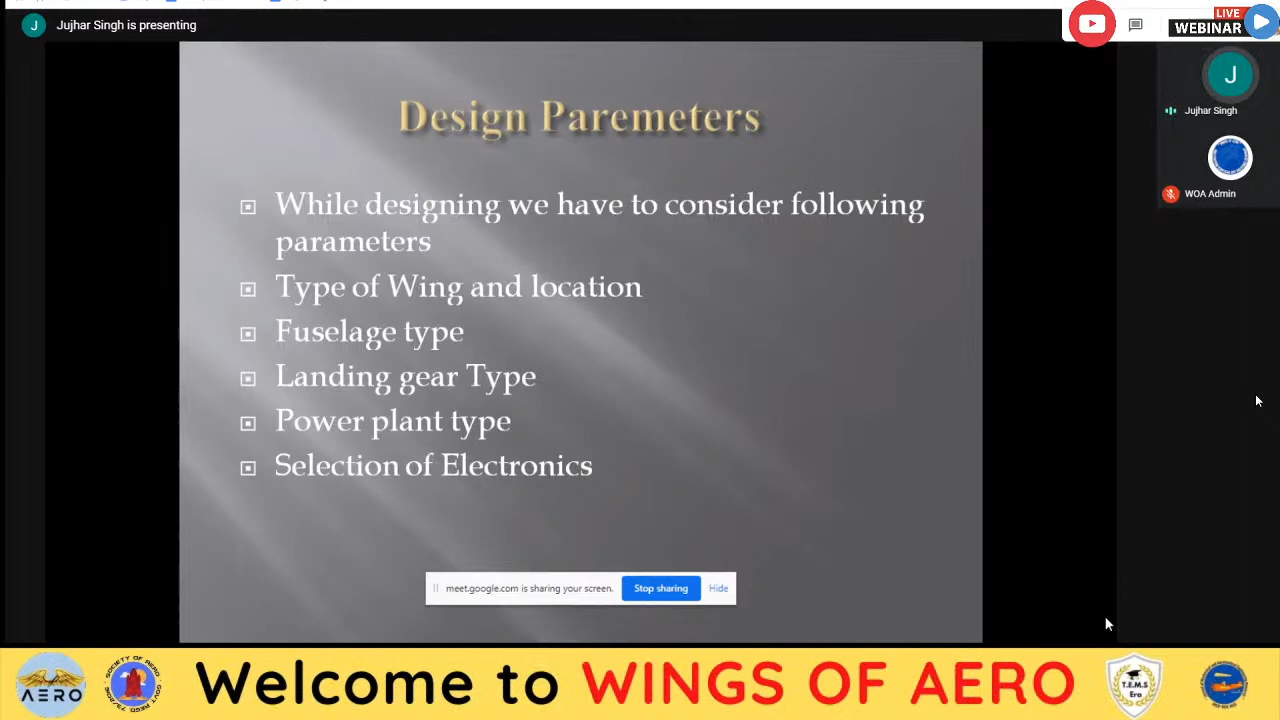 J Jujhar Singh is presenting
LIVE
WEBINAR
Design Paremeters
J
Jujhar Singh
WOA Admin
While designing we have to consider following
parameters
Type of Wing and location
Fuselage type
Landing gear Type
Power plant type
Selection of Electronics
meet.google.com is sharing your screen. Stop sharing Hide
AERO
Welcome to WINGS OF AERO
T.E.M.S
Era